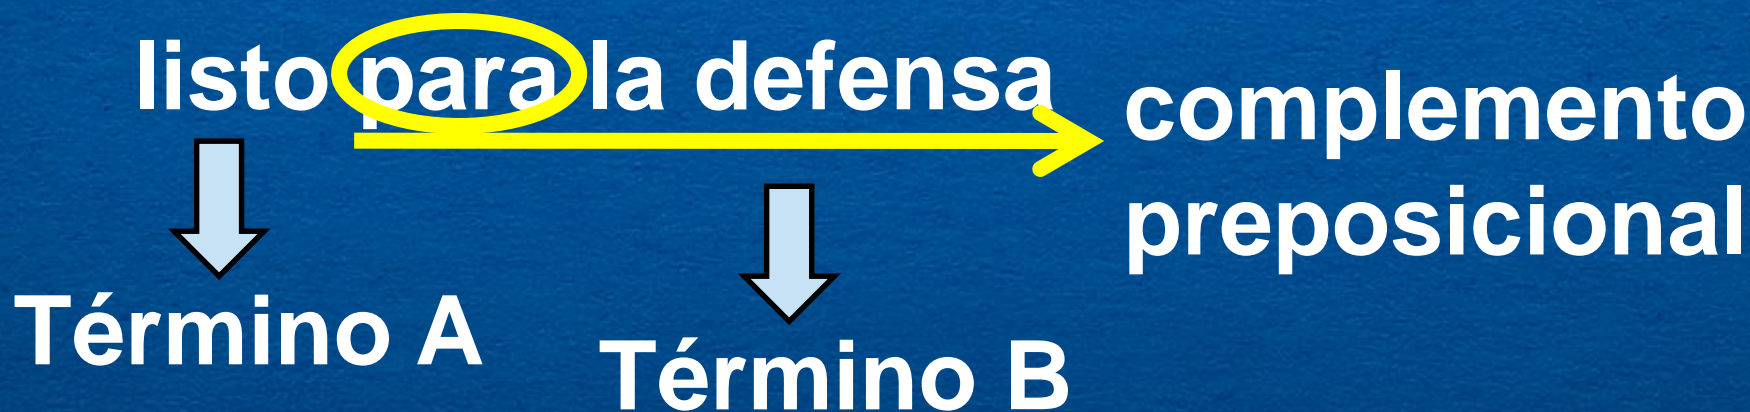 listo para la defensa
complemento
preposicional
Término A
Término B